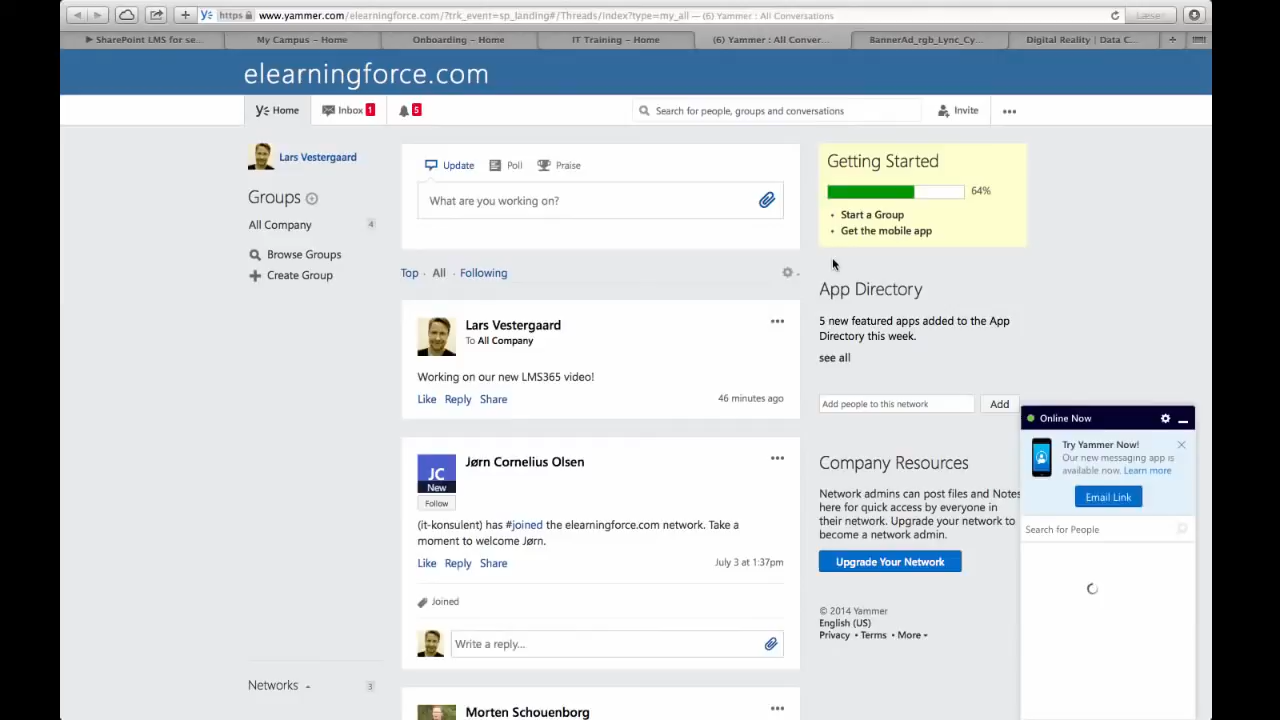 https www.yammer.com/elearningforce/?trk_event=sp_landing#/Threads/index?type=my_all — (6) Yammer : All Conversations
Læser
▶ SharePoint LMS for se...
My Campus – Home
Onboarding – Home
IT Training – Home
(6) Yammer : All Conver...
BannerAd_rgb_Lync_Cy...
Digital Reality | Data C...
elearningforce.com
Home
Inbox 1
5
Search for people, groups and conversations
Invite
Lars Vestergaard
Groups
All Company 4
Browse Groups
Create Group
Update
Poll
Praise
What are you working on?
Top · All · Following
Lars Vestergaard
To All Company
Working on our new LMS365 video!
Like Reply Share
46 minutes ago
JC
New
Follow
Jørn Cornelius Olsen
(it-konsulent) has #joined the elearningforce.com network. Take a
moment to welcome Jørn.
Like Reply Share
July 3 at 1:37pm
Joined
Write a reply...
Morten Schouenborg
Networks 3
Getting Started
64%
• Start a Group
• Get the mobile app
App Directory
5 new featured apps added to the App
Directory this week.
see all
Add people to this network
Add
Company Resources
Network admins can post files and Notes
here for quick access by everyone in
their network. Upgrade your network to
become a network admin.
Upgrade Your Network
© 2014 Yammer
English (US)
Privacy • Terms • More
Online Now
Try Yammer Now!
Our new messaging app is
available now. Learn more
Email Link
Search for People